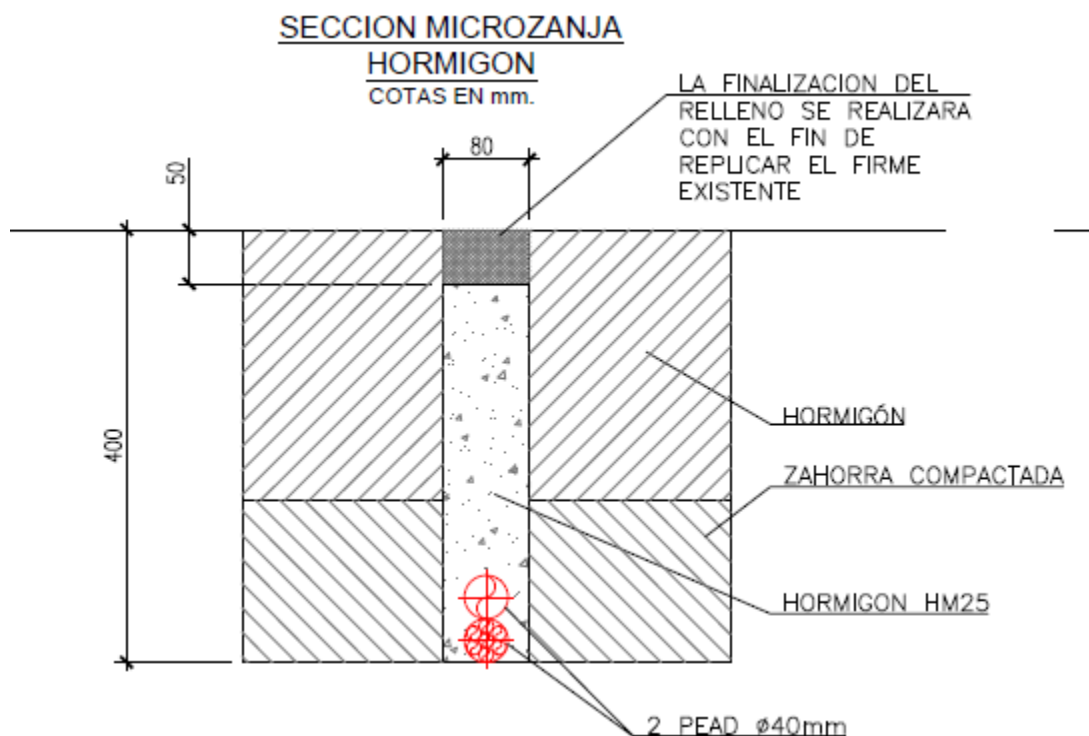 SECCION MICROZANJA
HORMIGON
COTAS EN mm.
LA FINALIZACION DEL
RELLENO SE REALIZARA
CON EL FIN DE
REPLICAR EL FIRME
EXISTENTE
80
50
400
HORMIGÓN
ZAHORRA COMPACTADA
HORMIGON HM25
2 PEAD ø40mm